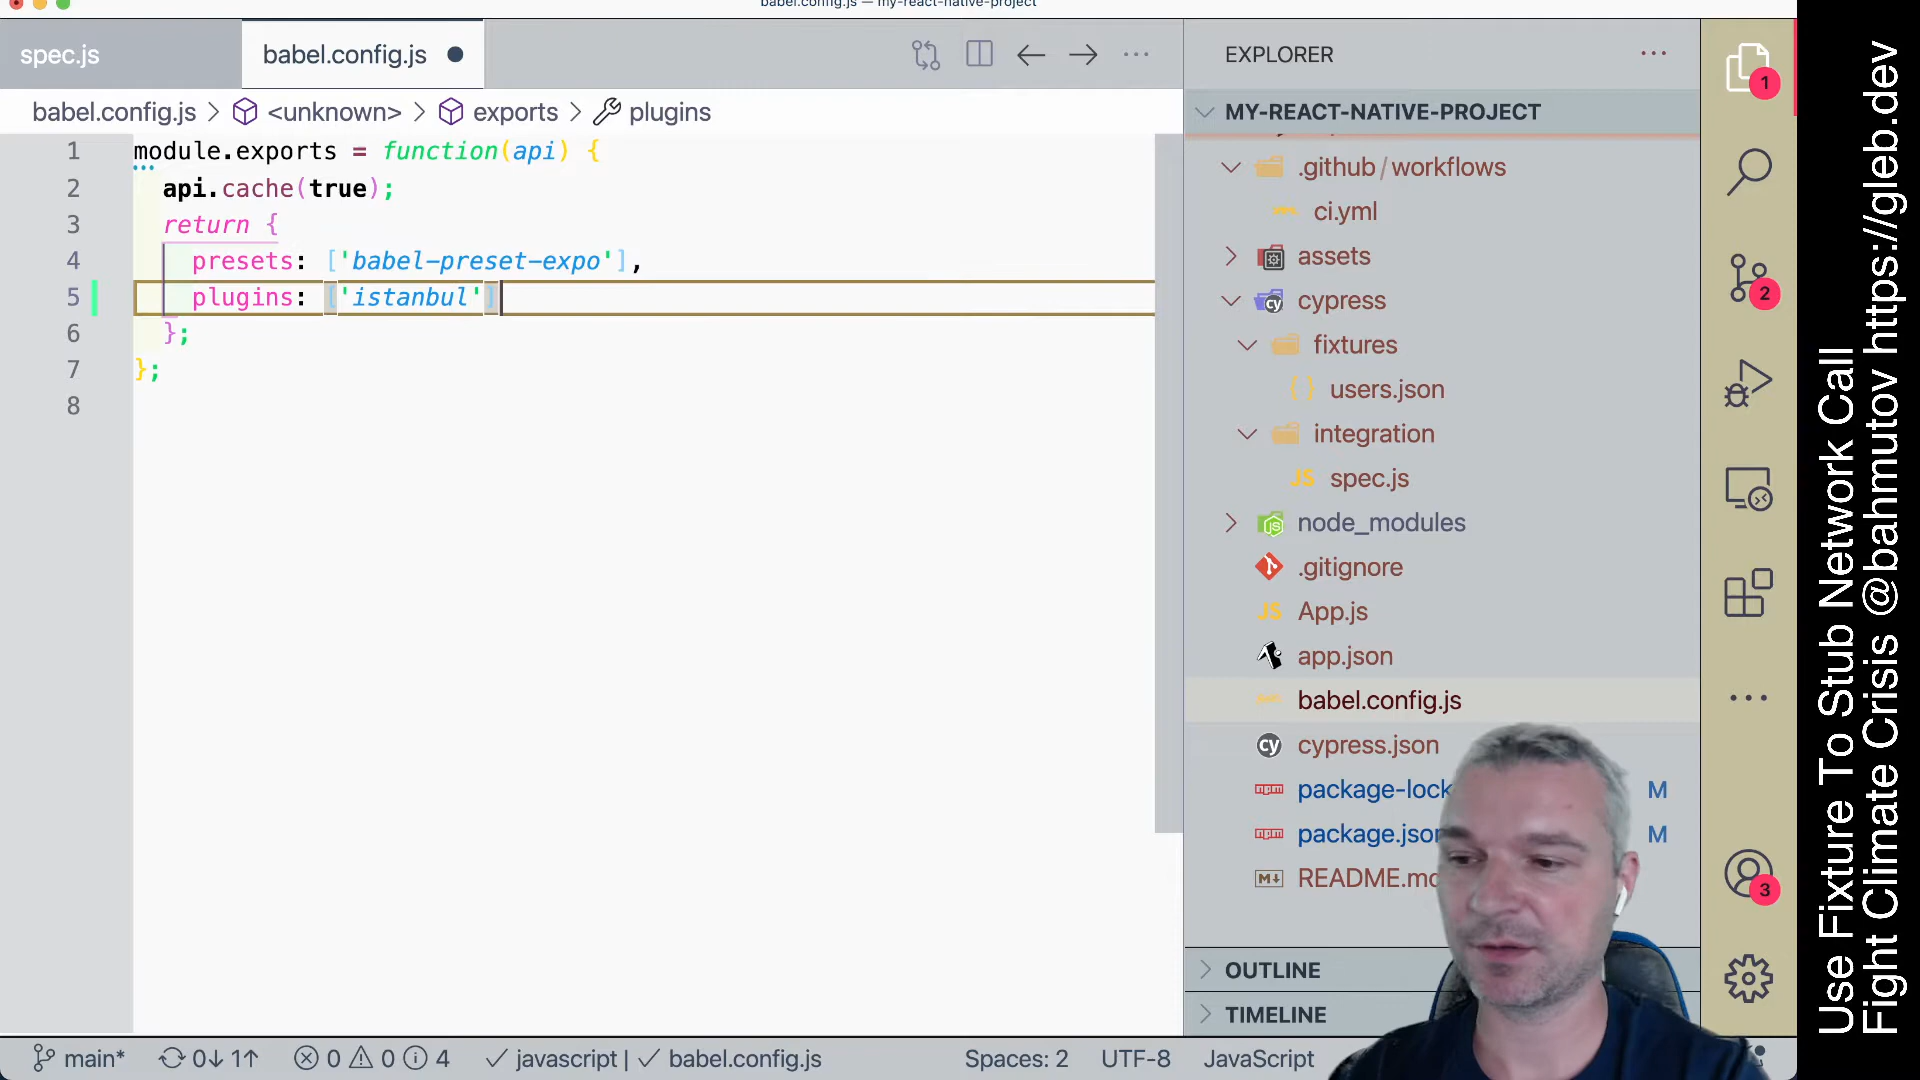 babel.config.js — my-react-native-project
spec.js
babel.config.js
babel.config.js > <unknown> > exports > plugins
1 module.exports = function(api) {
2 api.cache(true);
3 return {
4 presets: ['babel-preset-expo'],
5 plugins: ['istanbul']
6 };
7 };
8
EXPLORER
MY-REACT-NATIVE-PROJECT
.github/workflows
ci.yml
assets
cypress
fixtures
users.json
integration
JS spec.js
node_modules
.gitignore
JS App.js
app.json
babel.config.js
cy cypress.json
package-lock M
package.json M
README.md
OUTLINE
TIMELINE
1
2
3
main* 0↓ 1↑ 0 0 4 javascript | babel.config.js Spaces: 2 UTF-8 JavaScript
Use Fixture To Stub Network Call
Fight Climate Crisis @bahmutov https://gleb.dev